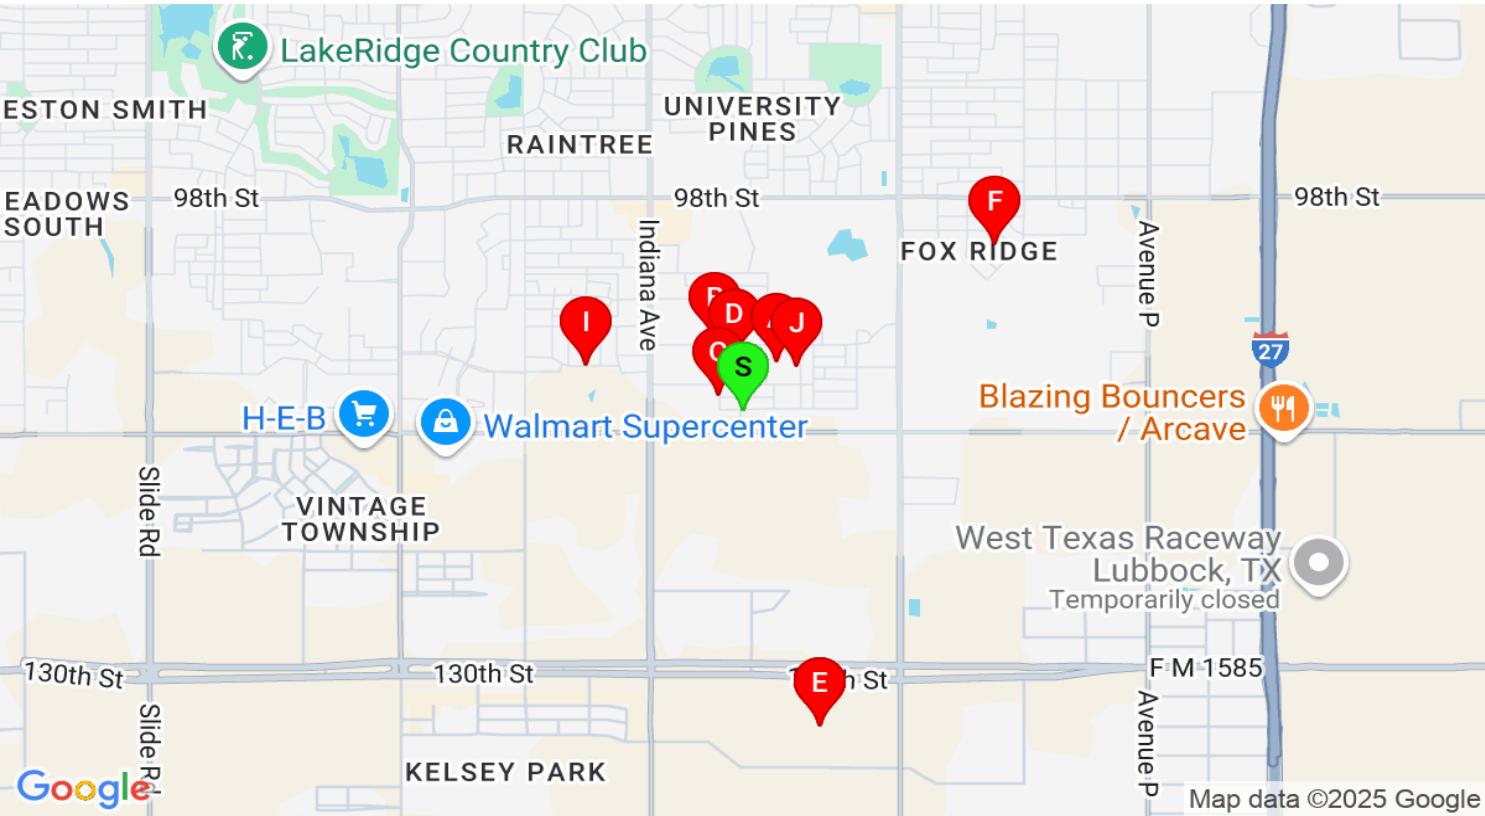 LakeRidge Country Club
ESTON SMITH
UNIVERSITY
PINES
RAINTREE
EADOWS
SOUTH
98th St
98th St
98th St
F
FOX RIDGE
Indiana Ave
Avenue P
B
D
J
I
C
S
27
H-E-B
Walmart Supercenter
Blazing Bouncers
/ Arcave
Slide Rd
VINTAGE
TOWNSHIP
West Texas Raceway
Lubbock, TX
Temporarily closed
130th St
130th St
h St
E
F M 1585
Slide Rd
Avenue P
KELSEY PARK
Google
Map data ©2025 Google